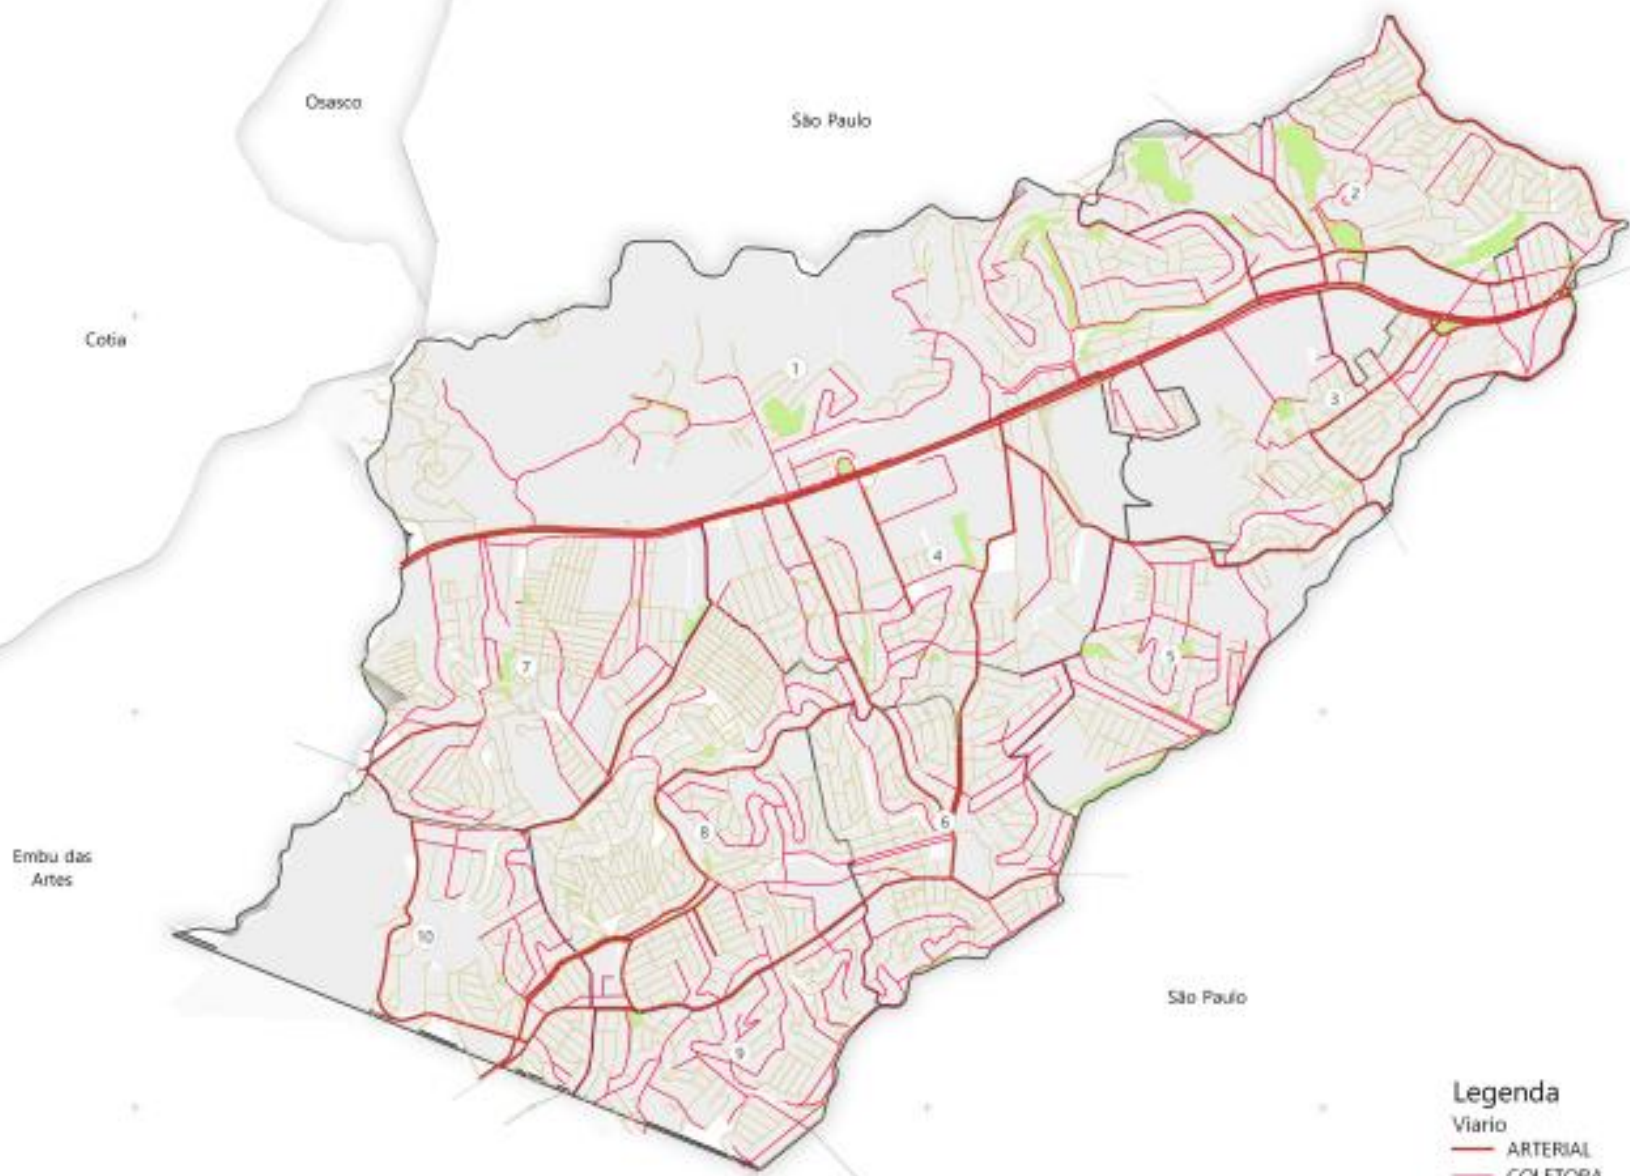 Osasco
São Paulo
2
Cotia
1
3
4
5
7
6
8
Embu das
Artes
10
São Paulo
9
Legenda
Viario
ARTERIAL
COLETORA